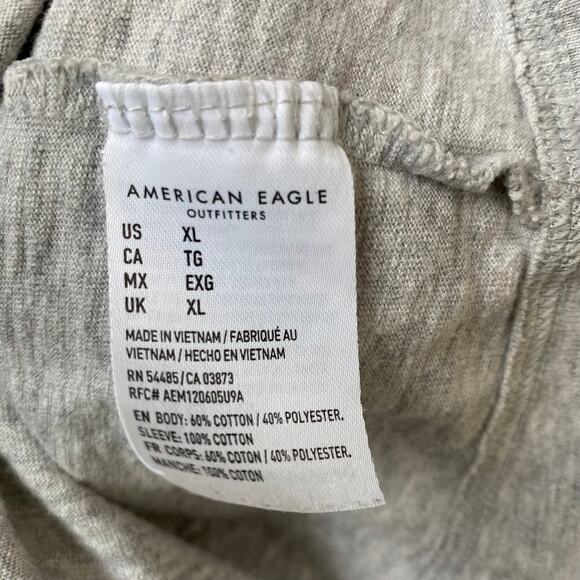 AMERICAN EAGLE
OUTFITTERS
US XL
CA TG
MX EXG
UK XL
MADE IN VIETNAM / FABRIQUÉ AU
VIETNAM / HECHO EN VIETNAM
RN 54485/CA 03873
RFC# AEM120605U9A
EN BODY: 60% COTTON / 40% POLYESTER.
SLEEVE: 100% COTTON
FR CORPS: 60% COTON / 40% POLYESTER.
MANCHE: 100% COTON